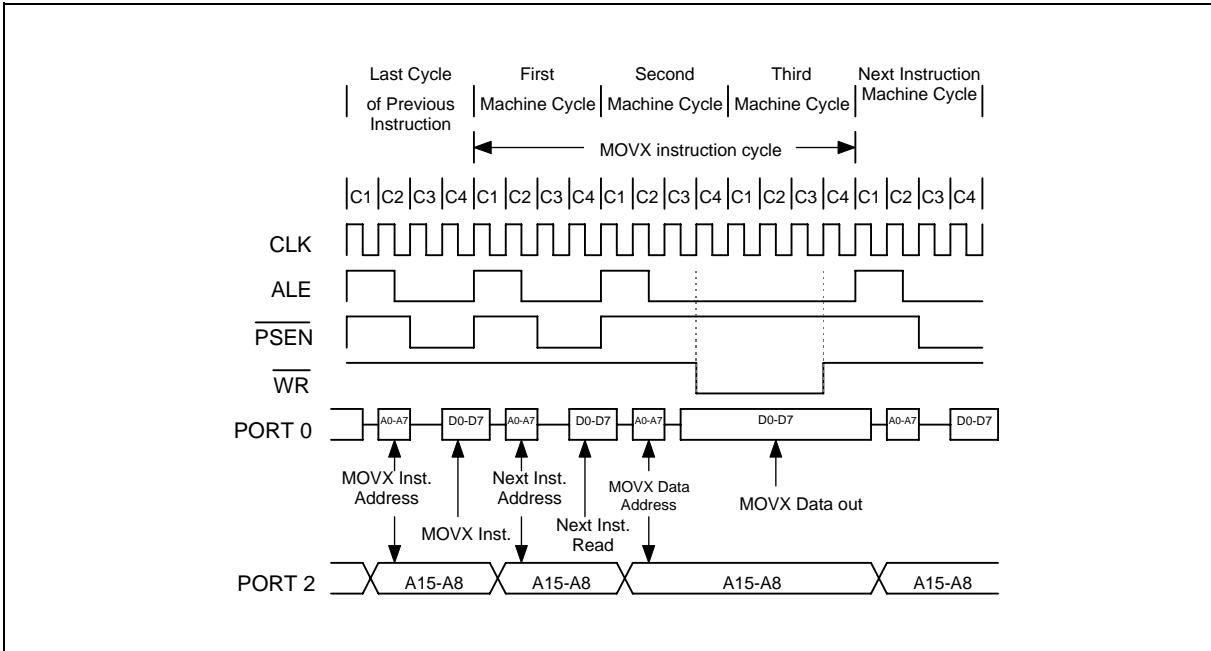 Last Cycle
of Previous
Instruction
First
Machine Cycle
Second
Machine Cycle
Third
Machine Cycle
Next Instruction
Machine Cycle
MOVX instruction cycle
C1 C2 C3 C4 C1 C2 C3 C4 C1 C2 C3 C4 C1 C2 C3 C4 C1 C2 C3 C4
CLK
ALE
PSEN
WR
PORT 0
A0-A7 D0-D7 A0-A7 D0-D7 A0-A7 D0-D7 A0-A7 D0-D7
MOVX Inst.
Address
MOVX Inst.
Next Inst.
Address
Next Inst.
Read
MOVX Data
Address
MOVX Data out
PORT 2
A15-A8 A15-A8 A15-A8 A15-A8